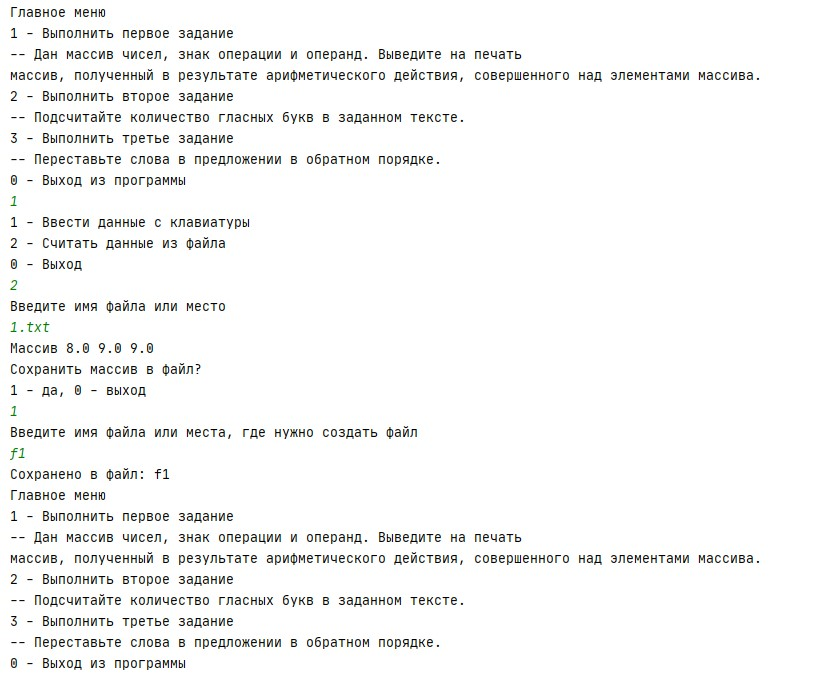 Главное меню
1 – Выполнить первое задание
-- Дан массив чисел, знак операции и операнд. Выведите на печать
массив, полученный в результате арифметического действия, совершенного над элементами массива.
2 – Выполнить второе задание
-- Подсчитайте количество гласных букв в заданном тексте.
3 – Выполнить третье задание
-- Переставьте слова в предложении в обратном порядке.
0 – Выход из программы
1
1 – Ввести данные с клавиатуры
2 – Считать данные из файла
0 – Выход
2
Введите имя файла или место
1.txt
Массив 8.0 9.0 9.0
Сохранить массив в файл?
1 – да, 0 – выход
1
Введите имя файла или места, где нужно создать файл
f1
Сохранено в файл: f1
Главное меню
1 – Выполнить первое задание
-- Дан массив чисел, знак операции и операнд. Выведите на печать
массив, полученный в результате арифметического действия, совершенного над элементами массива.
2 – Выполнить второе задание
-- Подсчитайте количество гласных букв в заданном тексте.
3 – Выполнить третье задание
-- Переставьте слова в предложении в обратном порядке.
0 – Выход из программы